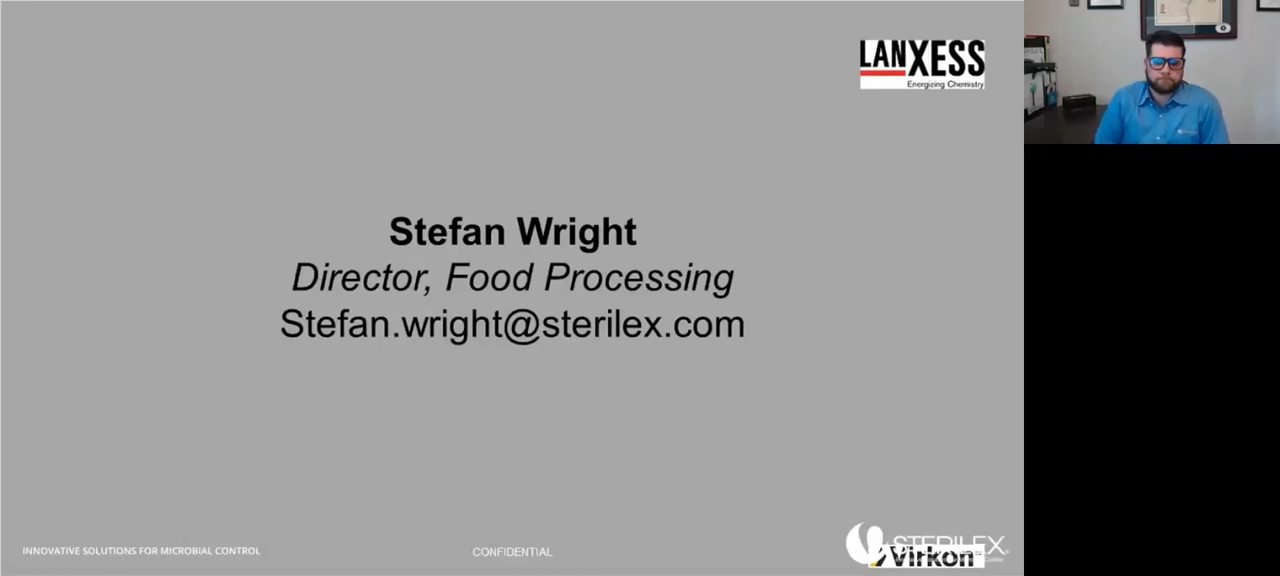 LANXESS
Energizing Chemistry
Stefan Wright
Director, Food Processing
Stefan.wright@sterilex.com
INNOVATIVE SOLUTIONS FOR MICROBIAL CONTROL
CONFIDENTIAL
STERILEX
Virkon